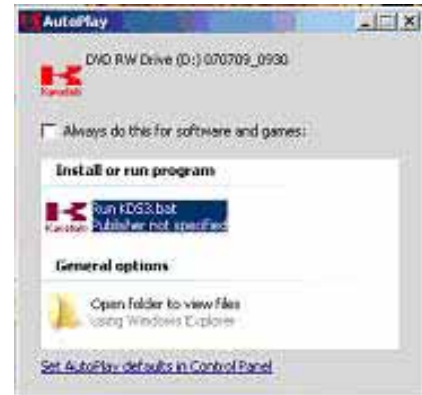 AutoPlay
DVD RW Drive (D:) 070709_0930
Always do this for software and games:
Install or run program
Run KDS3.bat
Publisher not specified
General options
Open folder to view files
using Windows Explorer
Set AutoPlay defaults in Control Panel